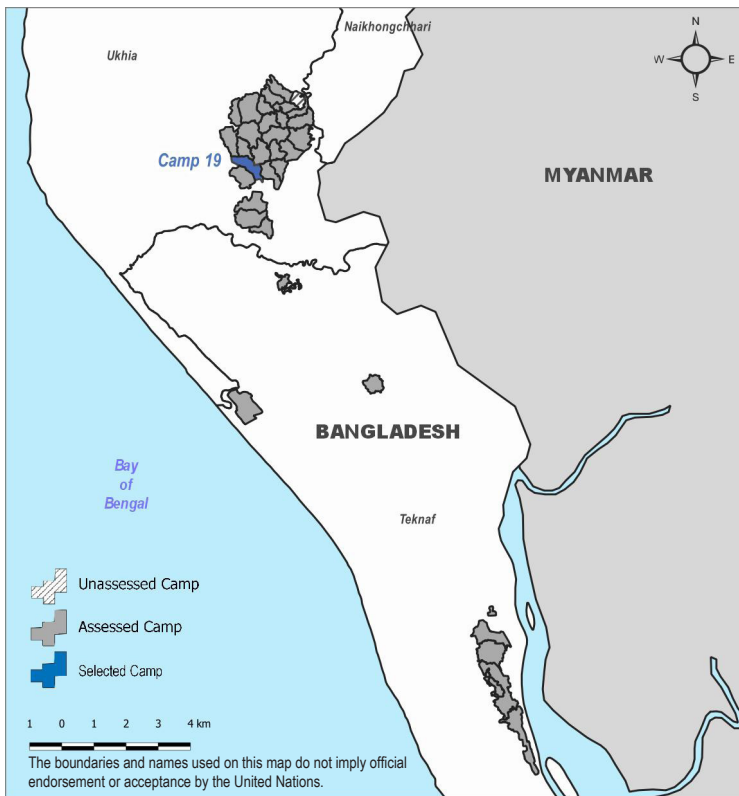 Naikhongchhari
Ukhia
N
W
E
S
Camp 19
MYANMAR
BANGLADESH
Bay
of
Bengal
Teknaf
Unassessed Camp
Assessed Camp
Selected Camp
1 0 1 2 3 4 km
The boundaries and names used on this map do not imply official
endorsement or acceptance by the United Nations.